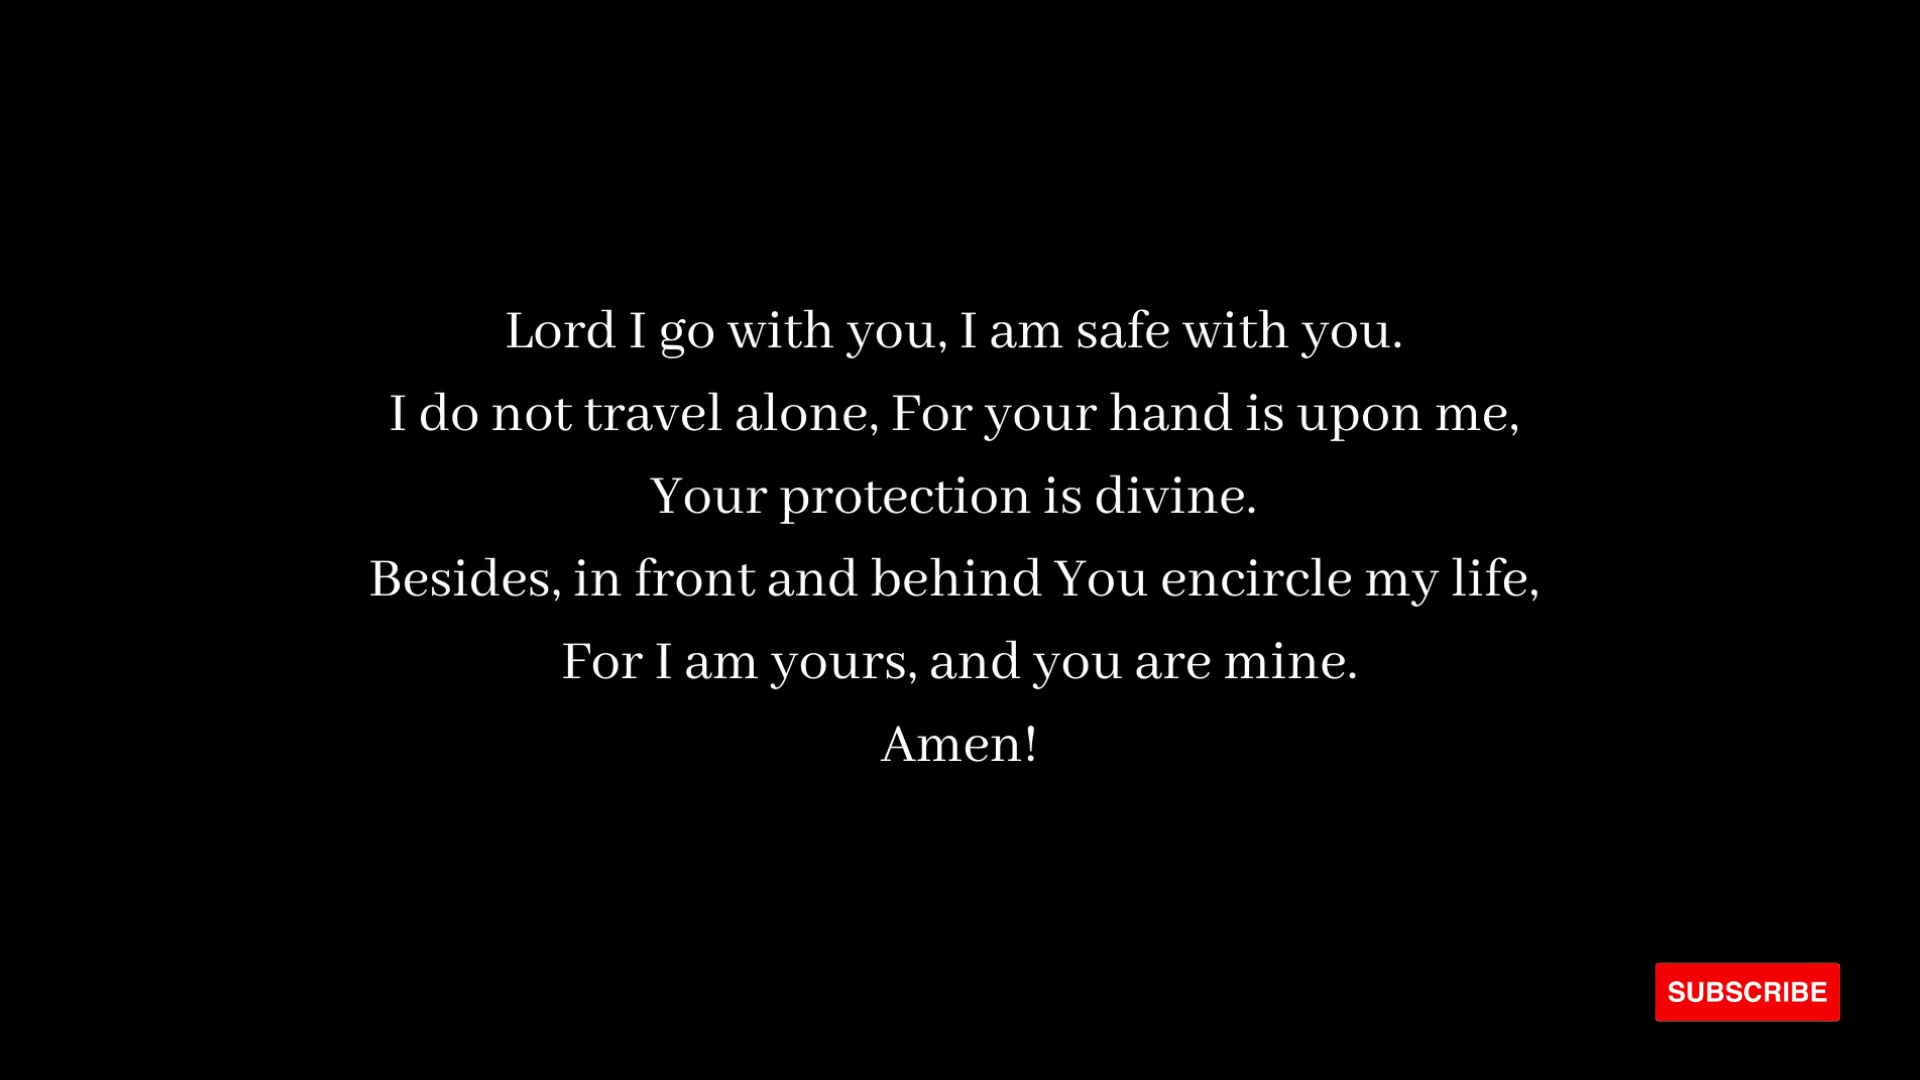 Lord I go with you, I am safe with you.
I do not travel alone, For your hand is upon me,
Your protection is divine.
Besides, in front and behind You encircle my life,
For I am yours, and you are mine.
Amen!
SUBSCRIBE